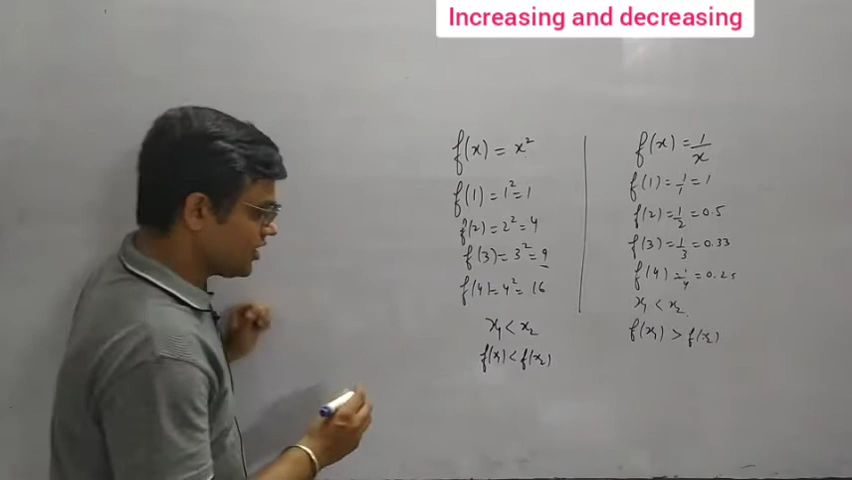 Increasing and decreasing
f(x) = x²
f(1) = 1² = 1
f(2) = 2² = 4
f(3) = 3² = 9
f(4) = 4² = 16
x₁ < x₂
f(x₁) < f(x₂)
f(x) = 1/x
f(1) = 1/1 = 1
f(2) = 1/2 = 0.5
f(3) = 1/3 = 0.33
f(4) = 1/4 = 0.25
x₁ < x₂
f(x₁) > f(x₂)